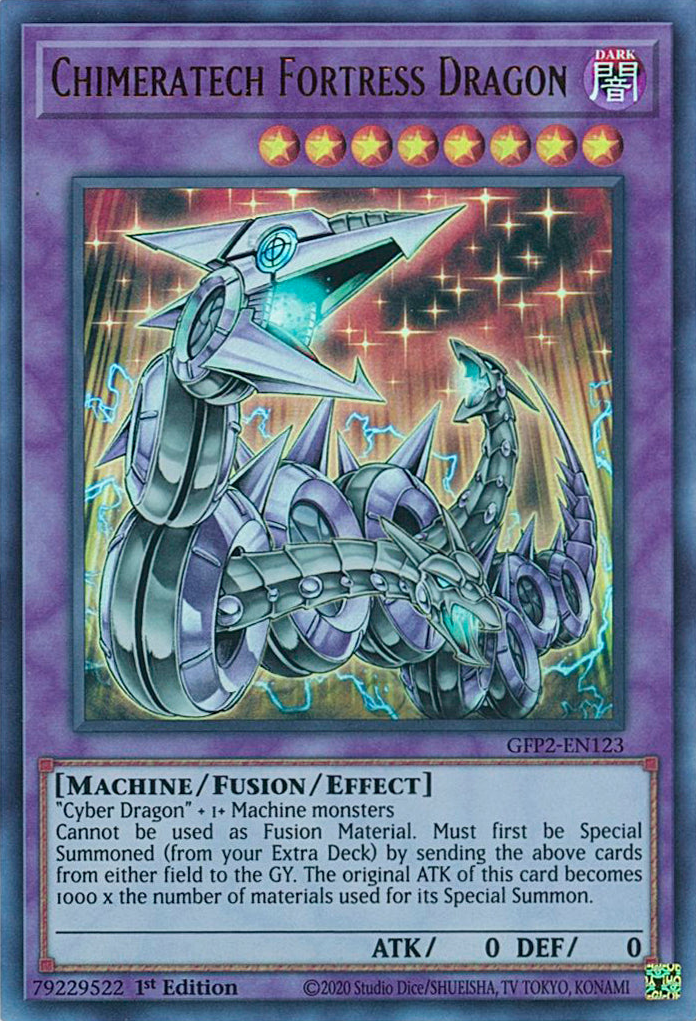 CHIMERATECH FORTRESS DRAGON
DARK
闇
GFP2-EN123
[MACHINE/FUSION/EFFECT]
"Cyber Dragon" + 1+ Machine monsters
Cannot be used as Fusion Material. Must first be Special
Summoned (from your Extra Deck) by sending the above cards
from either field to the GY. The original ATK of this card becomes
1000 x the number of materials used for its Special Summon.
ATK/ 0 DEF/ 0
79229522 1st Edition ©2020 Studio Dice/SHUEISHA, TV TOKYO, KONAMI